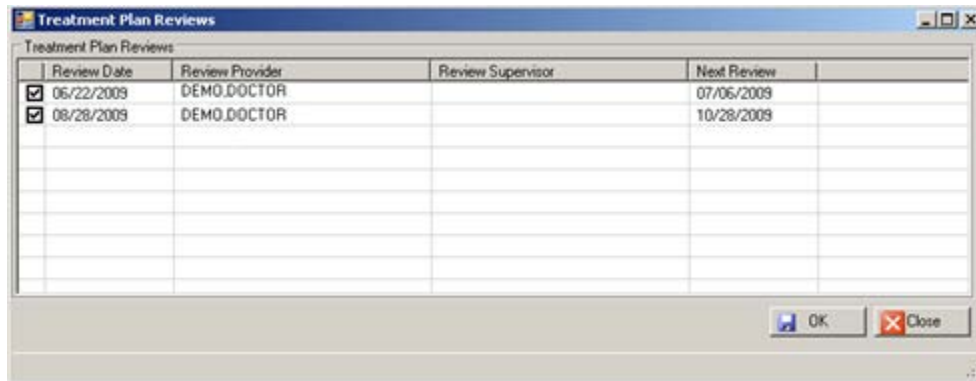 Treatment Plan Reviews
Treatment Plan Reviews
Review Date Review Provider Review Supervisor Next Review
06/22/2009 DEMO,DOCTOR 07/06/2009
08/28/2009 DEMO,DOCTOR 10/28/2009
OK Close